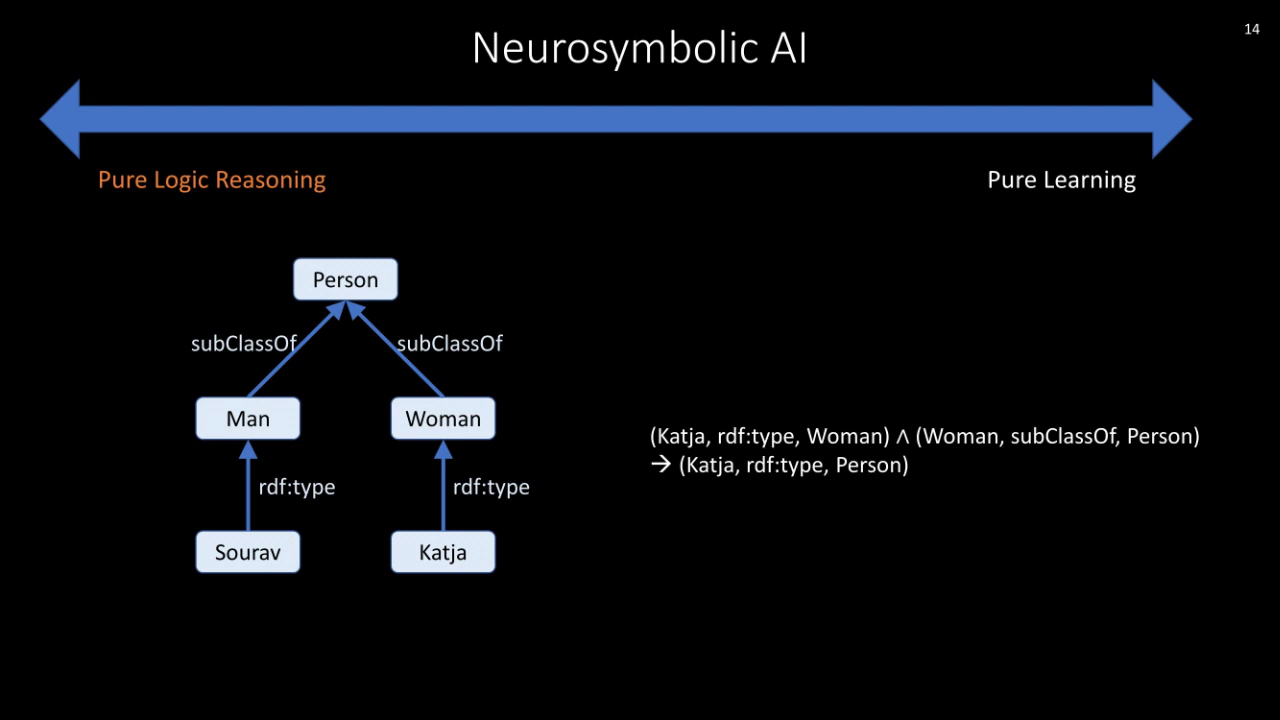 14
Neurosymbolic AI
Pure Logic Reasoning
Pure Learning
Person
subClassOf
subClassOf
Man
Woman
(Katja, rdf:type, Woman) ∧ (Woman, subClassOf, Person)
→ (Katja, rdf:type, Person)
rdf:type
rdf:type
Sourav
Katja